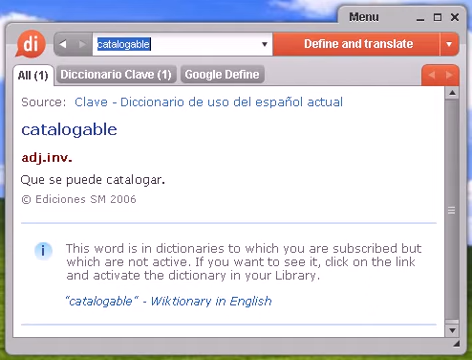 Menu
di
catalogable
Define and translate
All (1)
Diccionario Clave (1)
Google Define
Source: Clave - Diccionario de uso del español actual
catalogable
adj.inv.
Que se puede catalogar.
© Ediciones SM 2006
i
This word is in dictionaries to which you are subscribed but
which are not active. If you want to see it, click on the link
and activate the dictionary in your Library.
"catalogable" - Wiktionary in English